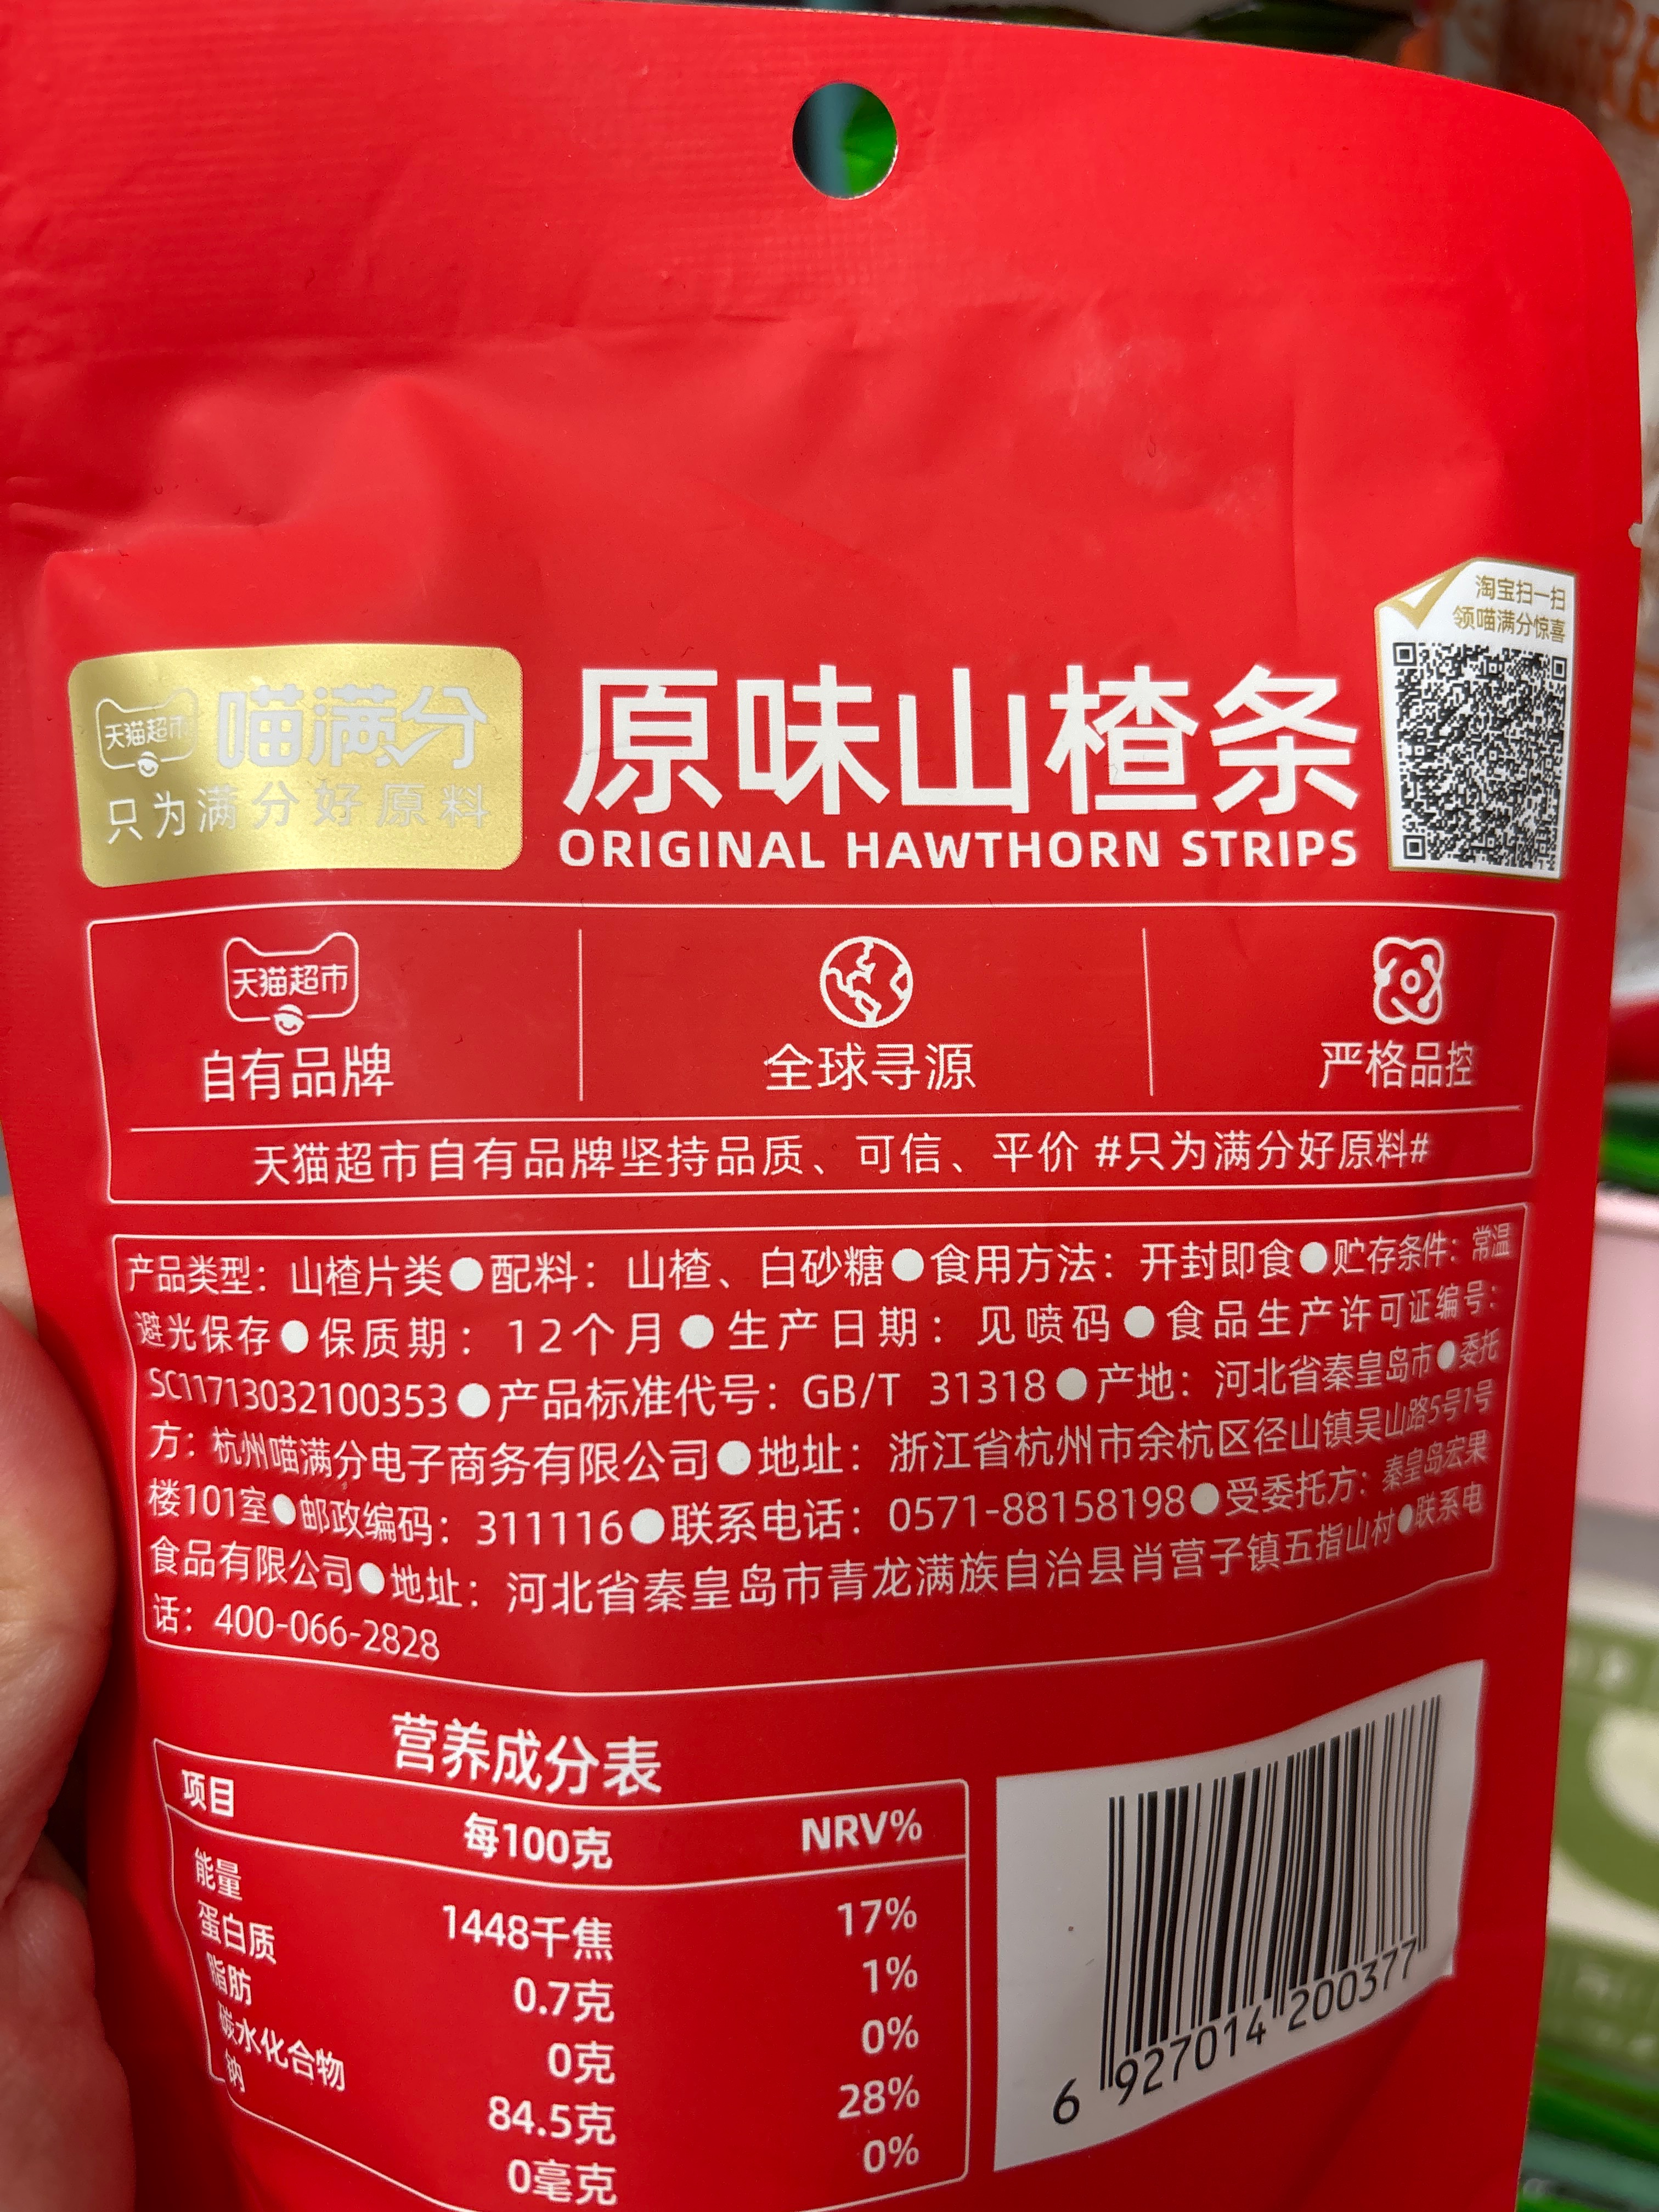 淘宝扫一扫
领喵满分惊喜
天猫超市 喵满分
只为满分好原料
原味山楂条
ORIGINAL HAWTHORN STRIPS
天猫超市
自有品牌
全球寻源
严格品控
天猫超市自有品牌坚持品质、可信、平价 #只为满分好原料#
产品类型：山楂片类●配料：山楂、白砂糖●食用方法：开封即食●贮存条件：常温
避光保存●保质期：12个月●生产日期：见喷码●食品生产许可证编号：
SC11713032100353●产品标准代号：GB/T 31318●产地：河北省秦皇岛市●委托
方：杭州喵满分电子商务有限公司●地址：浙江省杭州市余杭区径山镇吴山路5号1号
楼101室●邮政编码：311116●联系电话：0571-88158198●受委托方：秦皇岛宏果
食品有限公司●地址：河北省秦皇岛市青龙满族自治县肖营子镇五指山村●联系电
话：400-066-2828
营养成分表
项目 每100克 NRV%
能量 1448千焦 17%
蛋白质 0.7克 1%
脂肪 0克 0%
碳水化合物 84.5克 28%
钠 0毫克 0%
6 927014 200377